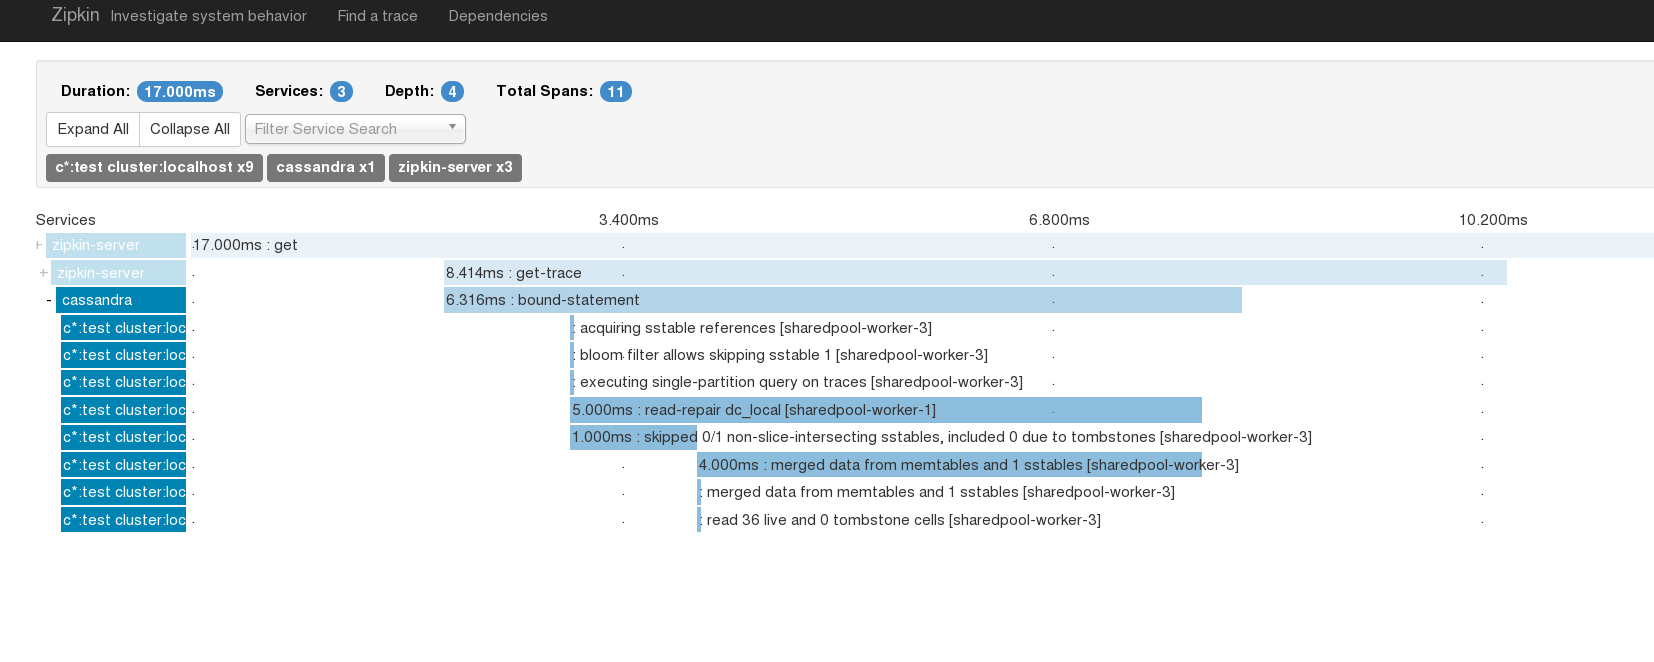 Zipkin Investigate system behavior Find a trace Dependencies
Duration: 17.000ms Services: 3 Depth: 4 Total Spans: 11
Expand All Collapse All Filter Service Search
c*:test cluster:localhost x9 cassandra x1 zipkin-server x3
Services 3.400ms 6.800ms 10.200ms
+ zipkin-server 17.000ms : get
+ zipkin-server 8.414ms : get-trace
- cassandra 6.316ms : bound-statement
c*:test cluster:loc : acquiring sstable references [sharedpool-worker-3]
c*:test cluster:loc : bloom filter allows skipping sstable 1 [sharedpool-worker-3]
c*:test cluster:loc : executing single-partition query on traces [sharedpool-worker-3]
c*:test cluster:loc 5.000ms : read-repair dc_local [sharedpool-worker-1]
c*:test cluster:loc 1.000ms : skipped 0/1 non-slice-intersecting sstables, included 0 due to tombstones [sharedpool-worker-3]
c*:test cluster:loc 4.000ms : merged data from memtables and 1 sstables [sharedpool-worker-3]
c*:test cluster:loc : merged data from memtables and 1 sstables [sharedpool-worker-3]
c*:test cluster:loc : read 36 live and 0 tombstone cells [sharedpool-worker-3]